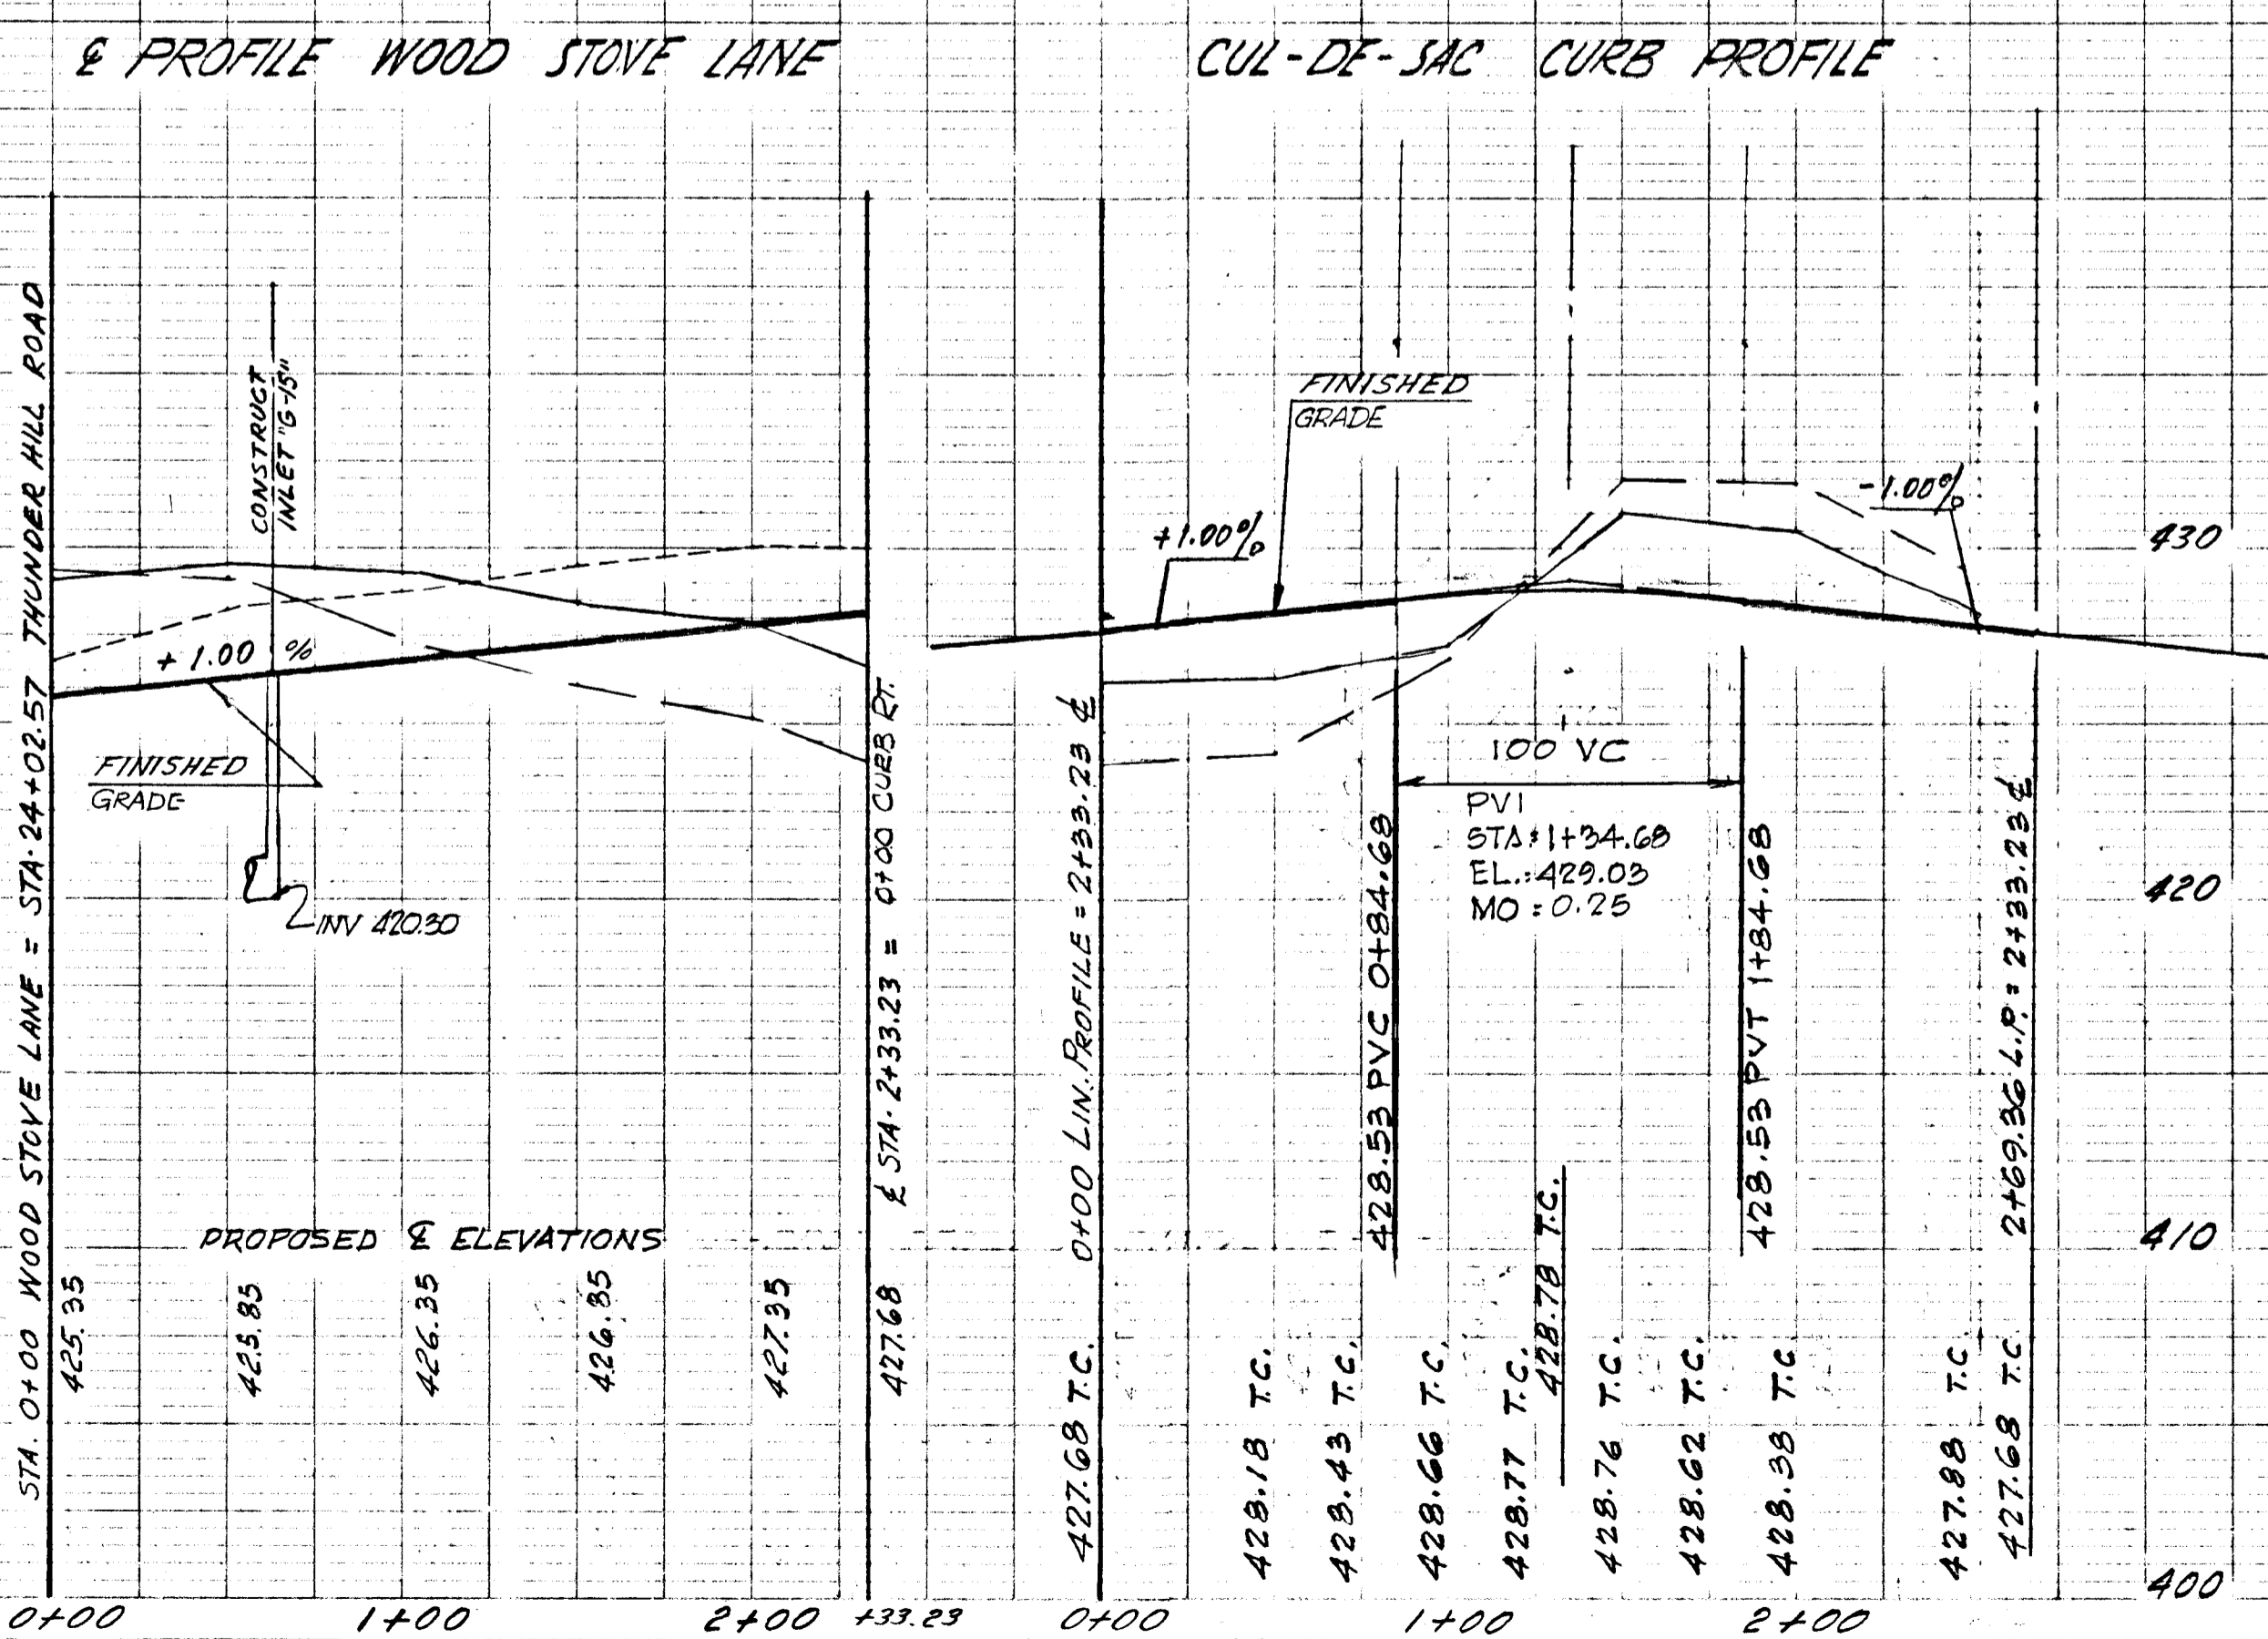 ℄ PROFILE WOOD STOVE LANE
CUL-DE-SAC CURB PROFILE
STA. 0+00 WOOD STOVE LANE = STA. 24+02.57 THUNDER HILL ROAD
CONSTRUCT
INLET "G-15"
+1.00 %
FINISHED
GRADE
INV 420.30
℄ STA. 2+33.23 = 0+00 CURB RT.
PROPOSED ℄ ELEVATIONS
425.35
425.85
426.35
426.85
427.35
427.68
0+00 LIN. PROFILE = 2+33.23 ℄
+1.00%
FINISHED
GRADE
-1.00%
430
420
410
400
100 VC
PVI
STA: 1+34.68
EL.: 429.03
MO : 0.25
428.53 PVC 0+84.68
428.53 PVT 1+84.68
2+69.36 L.P. = 2+33.23 ℄
427.68 T.C.
428.18 T.C.
428.43 T.C.
428.66 T.C.
428.77 T.C.
428.78 T.C.
428.76 T.C.
428.62 T.C.
428.38 T.C.
427.88 T.C.
427.68 T.C.
0+00
1+00
2+00
+33.23
0+00
1+00
2+00